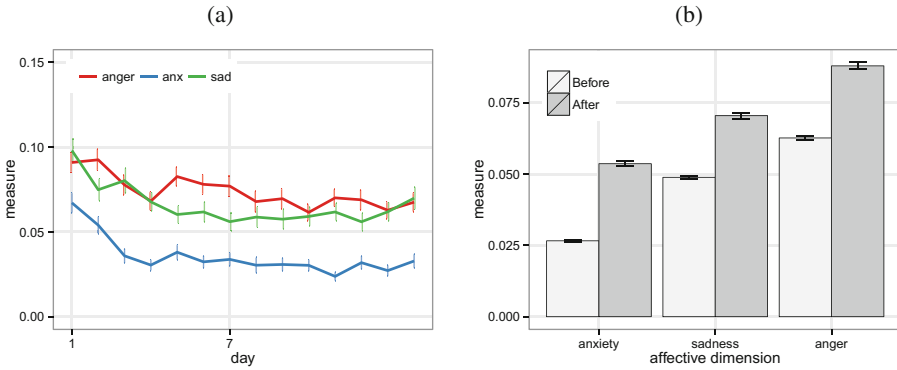 (a)
0.15
0.10
0.05
0.00
measure
anger anx sad
1 7
day
(b)
0.075
0.050
0.025
0.000
measure
Before
After
anxiety sadness anger
affective dimension